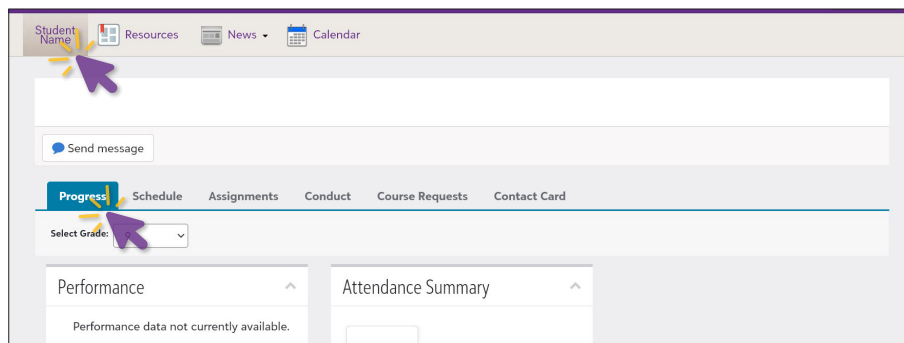 Student
Name Resources News Calendar
Send message
Progress Schedule Assignments Conduct Course Requests Contact Card
Select Grade:
Performance Attendance Summary
Performance data not currently available.